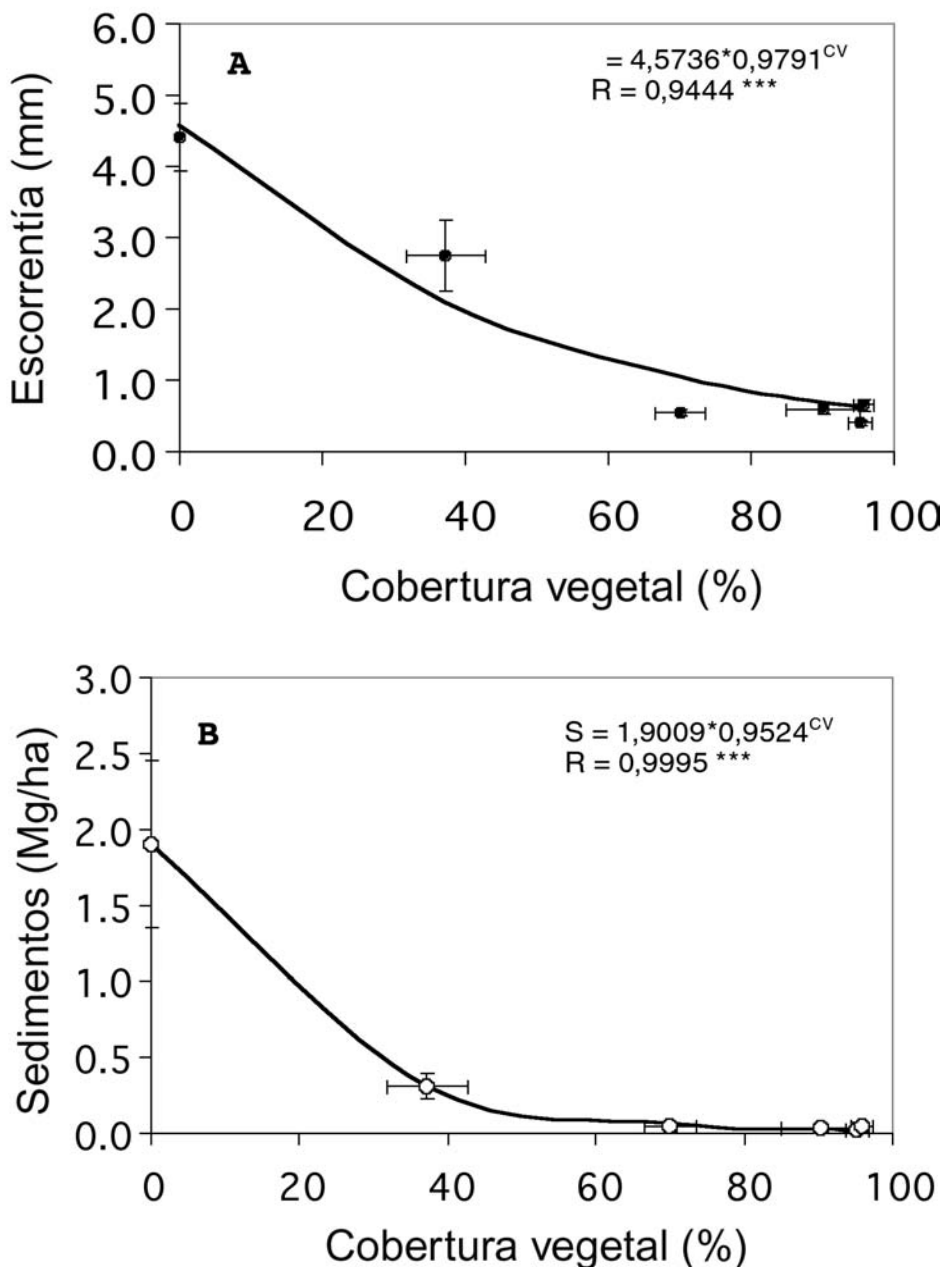 A
= 4,5736*0,9791^CV
R = 0,9444 ***
Escorrentía (mm)
6.0
5.0
4.0
3.0
2.0
1.0
0.0
0 20 40 60 80 100
Cobertura vegetal (%)
B
S = 1,9009*0,9524^CV
R = 0,9995 ***
Sedimentos (Mg/ha)
3.0
2.5
2.0
1.5
1.0
0.5
0.0
0 20 40 60 80 100
Cobertura vegetal (%)